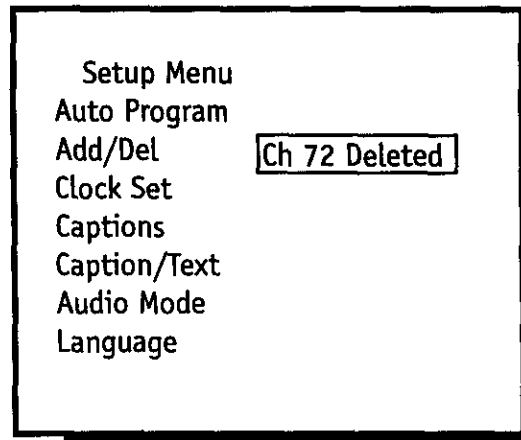 Setup Menu
Auto Program
Add/Del Ch 72 Deleted
Clock Set
Captions
Caption/Text
Audio Mode
Language